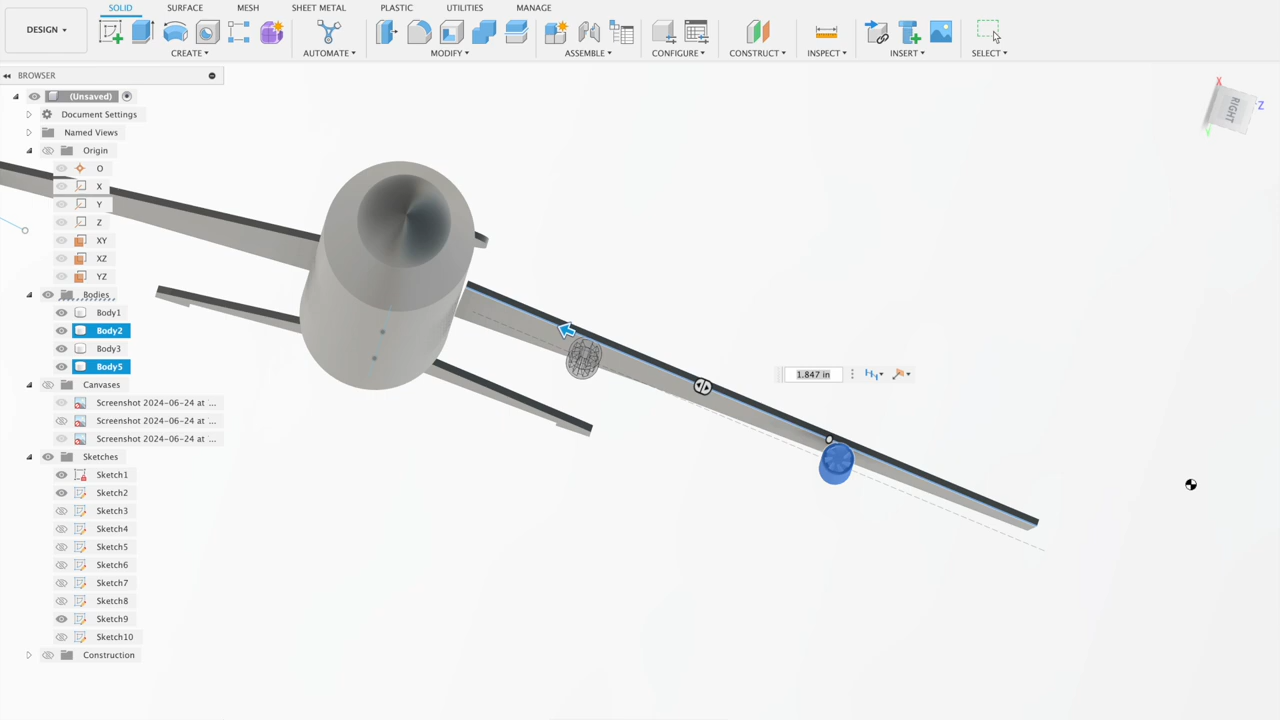 SOLID SURFACE MESH SHEET METAL PLASTIC UTILITIES MANAGE
DESIGN
CREATE AUTOMATE MODIFY ASSEMBLE CONFIGURE CONSTRUCT INSPECT INSERT SELECT
BROWSER
(Unsaved)
Document Settings
Named Views
Origin
O
X
Y
Z
XY
XZ
YZ
Bodies
Body1
Body2
Body3
Body5
Canvases
Screenshot 2024-06-24 at '...
Screenshot 2024-06-24 at '...
Screenshot 2024-06-24 at '...
Sketches
Sketch1
Sketch2
Sketch3
Sketch4
Sketch5
Sketch6
Sketch7
Sketch8
Sketch9
Sketch10
Construction
1.847 in
X
RIGHT
Z
Y